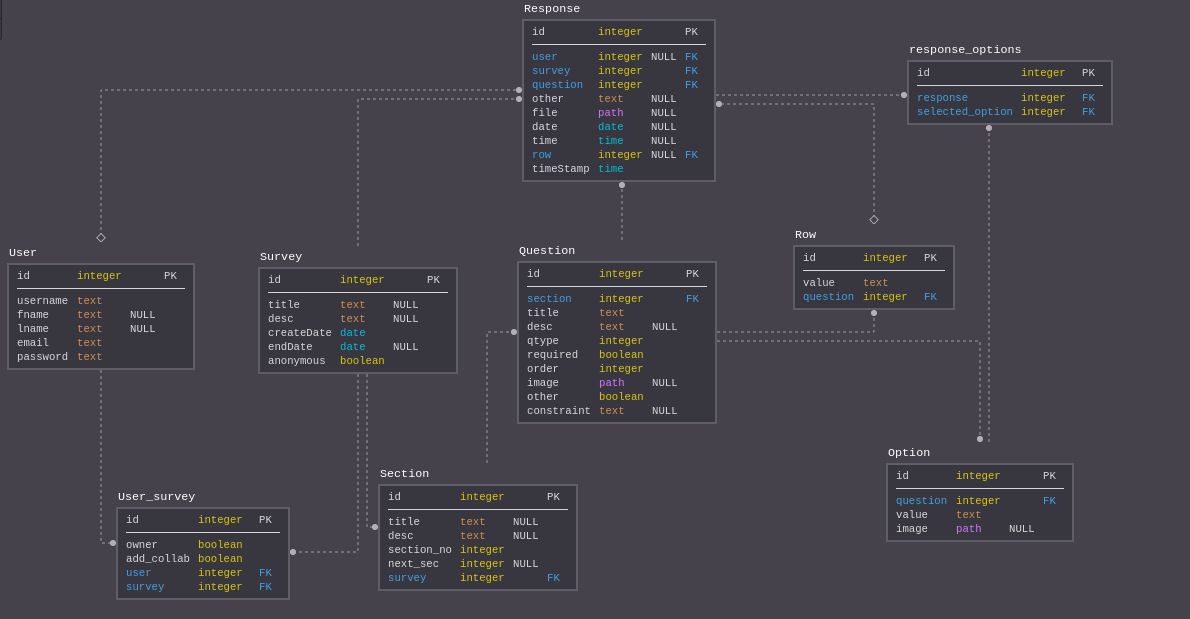 Response
id integer PK
user integer NULL FK
survey integer FK
question integer FK
other text NULL
file path NULL
date date NULL
time time NULL
row integer NULL FK
timeStamp time
response_options
id integer PK
response integer FK
selected_option integer FK
User
id integer PK
username text
fname text NULL
lname text NULL
email text
password text
Survey
id integer PK
title text NULL
desc text NULL
createDate date
endDate date NULL
anonymous boolean
Question
id integer PK
section integer FK
title text
desc text NULL
qtype integer
required boolean
order integer
image path NULL
other boolean
constraint text NULL
Row
id integer PK
value text
question integer FK
User_survey
id integer PK
owner boolean
add_collab boolean
user integer FK
survey integer FK
Section
id integer PK
title text NULL
desc text NULL
section_no integer
next_sec integer NULL
survey integer FK
Option
id integer PK
question integer FK
value text
image path NULL